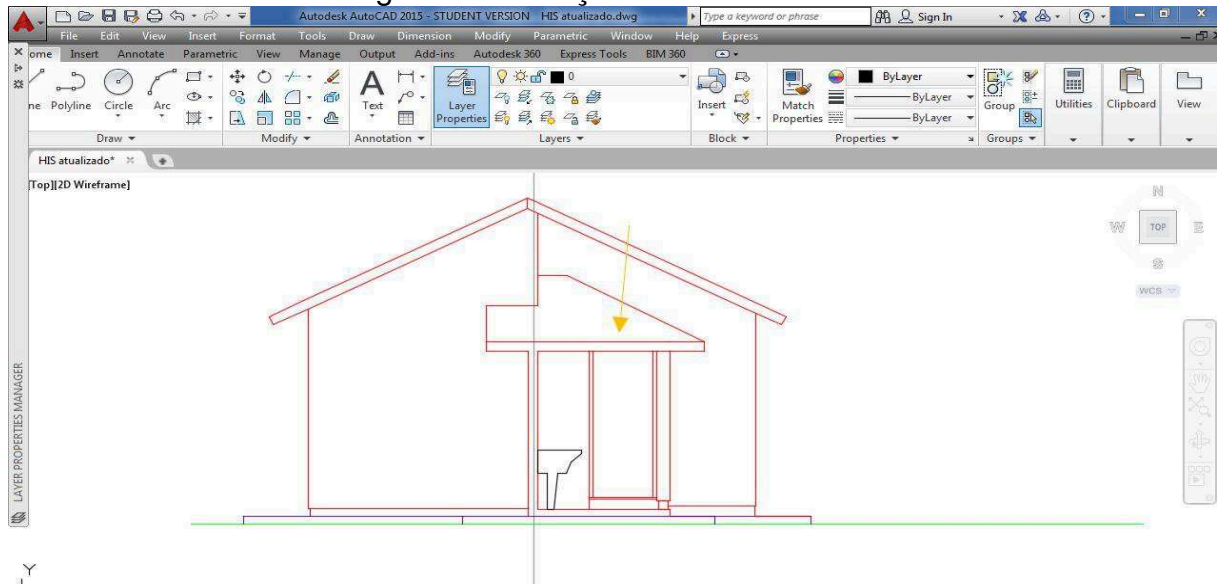 Autodesk AutoCAD 2015 - STUDENT VERSION HIS atualizado.dwg Type a keyword or phrase Sign In
File Edit View Insert Format Tools Draw Dimension Modify Parametric Window Help Express
ome Insert Annotate Parametric View Manage Output Add-ins Autodesk 360 Express Tools BIM 360
0
ByLayer
ByLayer
ByLayer
ne Polyline Circle Arc
Text
Layer Properties
Insert
Match Properties
Group
Utilities
Clipboard
View
Draw Modify Annotation Layers Block Properties Groups
HIS atualizado*
[Top][2D Wireframe]
N
W TOP E
S
WCS
LAYER PROPERTIES MANAGER
Y